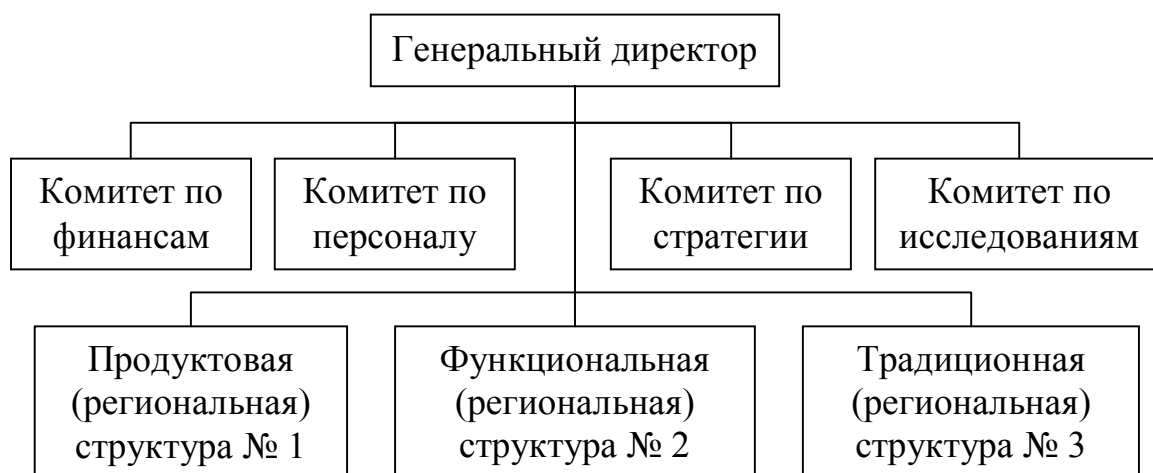 Генеральный директор
Комитет по
финансам
Комитет по
персоналу
Комитет по
стратегии
Комитет по
исследованиям
Продуктовая
(региональная)
структура № 1
Функциональная
(региональная)
структура № 2
Традиционная
(региональная)
структура № 3